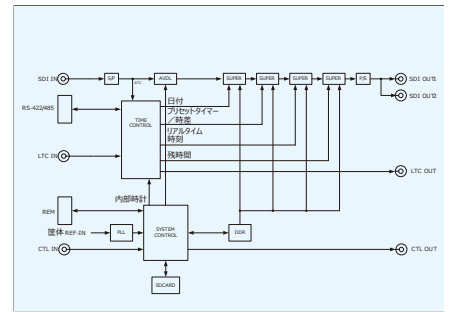 SDI IN
S/P
ATC
AVDL
SUPER
SUPER
SUPER
SUPER
P/S
SDI OUT1
SDI OUT2
RS-422/485
TIME
CONTROL
日付
プリセットタイマー
／時差
リアルタイム
時刻
残時間
LTC IN
LTC OUT
内部時計
REM
筐体 REF-IN
PLL
SYSTEM
CONTROL
DDR
CTL IN
CTL OUT
SDCARD